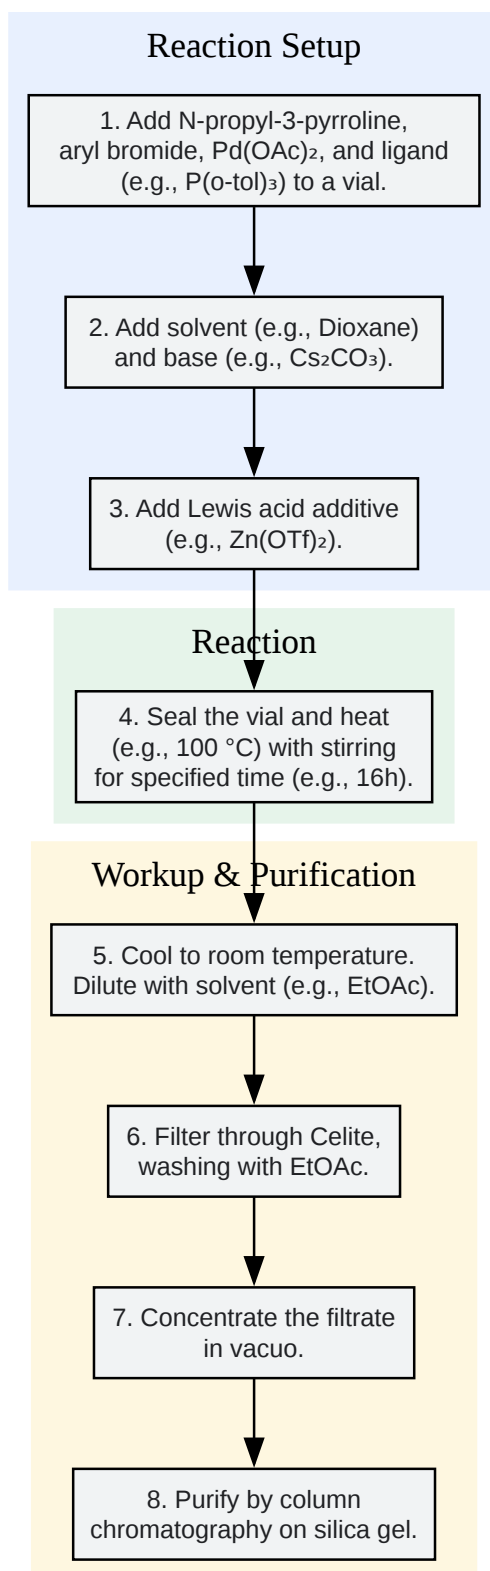 Reaction Setup
1. Add N-propyl-3-pyrroline,
aryl bromide, Pd(OAc)₂, and ligand
(e.g., P(o-tol)₃) to a vial.
2. Add solvent (e.g., Dioxane)
and base (e.g., Cs₂CO₃).
3. Add Lewis acid additive
(e.g., Zn(OTf)₂).
Reaction
4. Seal the vial and heat
(e.g., 100 °C) with stirring
for specified time (e.g., 16h).
Workup & Purification
5. Cool to room temperature.
Dilute with solvent (e.g., EtOAc).
6. Filter through Celite,
washing with EtOAc.
7. Concentrate the filtrate
in vacuo.
8. Purify by column
chromatography on silica gel.